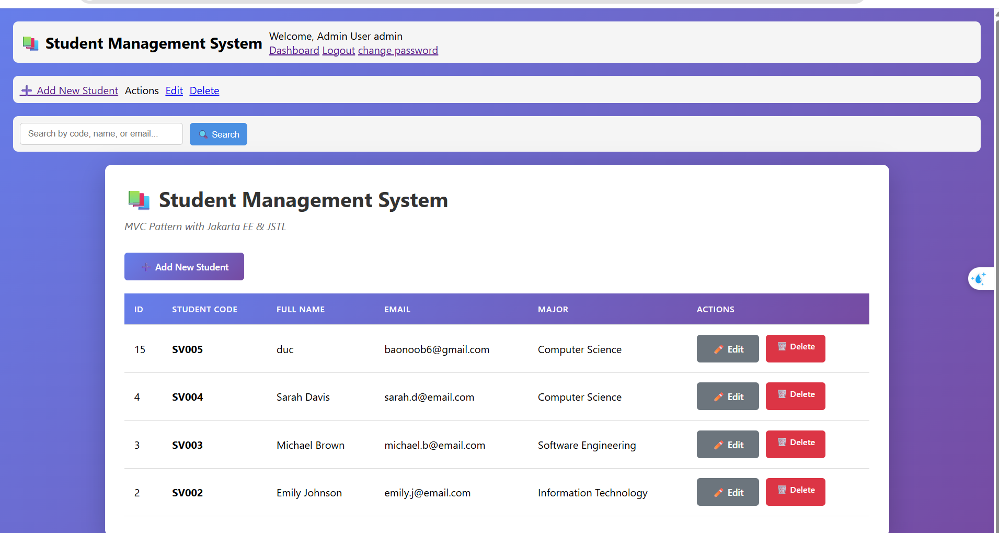 Student Management System
Welcome, Admin User admin
Dashboard Logout change password
Add New Student Actions Edit Delete
Search by code, name, or email... Search
Student Management System
MVC Pattern with Jakarta EE & JSTL
Add New Student
ID STUDENT CODE FULL NAME EMAIL MAJOR ACTIONS
15 SV005 duc baonoob6@gmail.com Computer Science Edit Delete
4 SV004 Sarah Davis sarah.d@email.com Computer Science Edit Delete
3 SV003 Michael Brown michael.b@email.com Software Engineering Edit Delete
2 SV002 Emily Johnson emily.j@email.com Information Technology Edit Delete